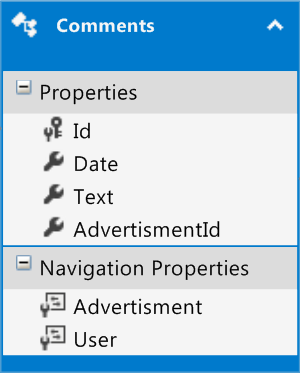 Comments
Properties
Id
Date
Text
AdvertismentId
Navigation Properties
Advertisment
User